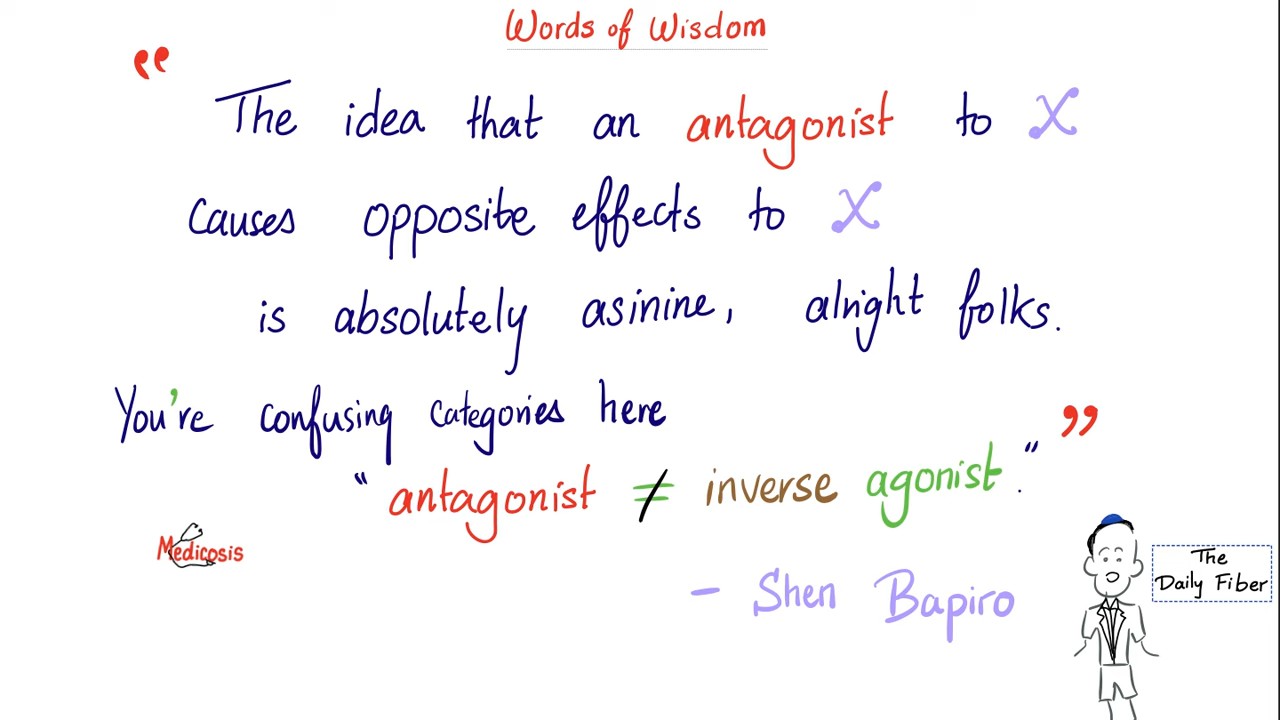 Words of Wisdom
“
The idea that an antagonist to X
causes opposite effects to X
is absolutely asinine, alright folks.
You're confusing categories here
"antagonist ≠ inverse agonist." ”
Medicosis
- Shen Bapiro
The
Daily Fiber